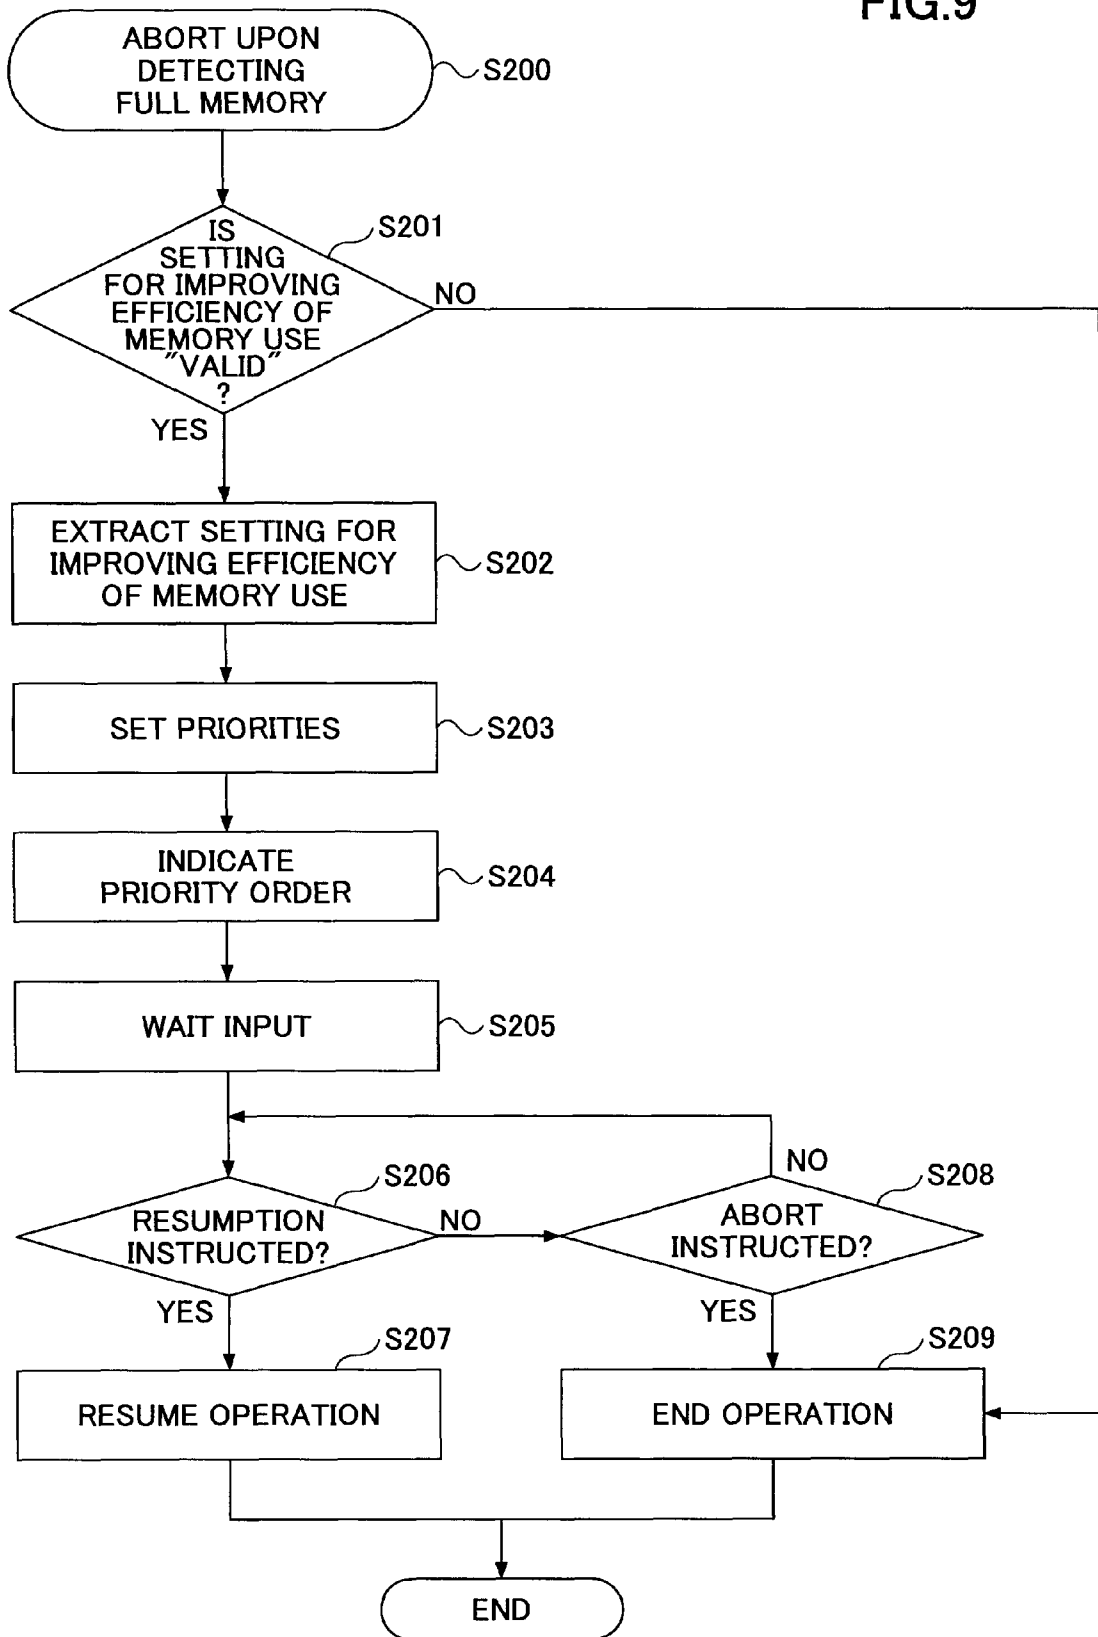 FIG.9
ABORT UPON
DETECTING
FULL MEMORY
S200
IS
SETTING
FOR IMPROVING
EFFICIENCY OF
MEMORY USE
"VALID"
?
S201
NO
YES
EXTRACT SETTING FOR
IMPROVING EFFICIENCY
OF MEMORY USE
S202
SET PRIORITIES
S203
INDICATE
PRIORITY ORDER
S204
WAIT INPUT
S205
RESUMPTION
INSTRUCTED?
S206
NO
YES
ABORT
INSTRUCTED?
S208
NO
YES
RESUME OPERATION
S207
END OPERATION
S209
END